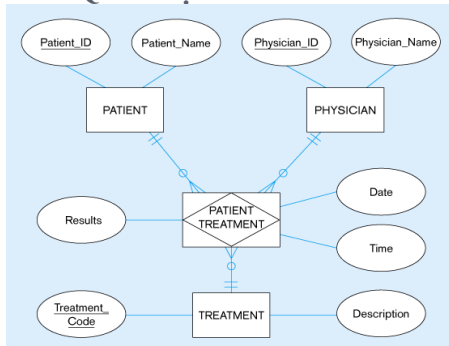 Patient_ID
Patient_Name
Physician_ID
Physician_Name
PATIENT
PHYSICIAN
PATIENT
TREATMENT
Results
Date
Time
Treatment_
Code
TREATMENT
Description